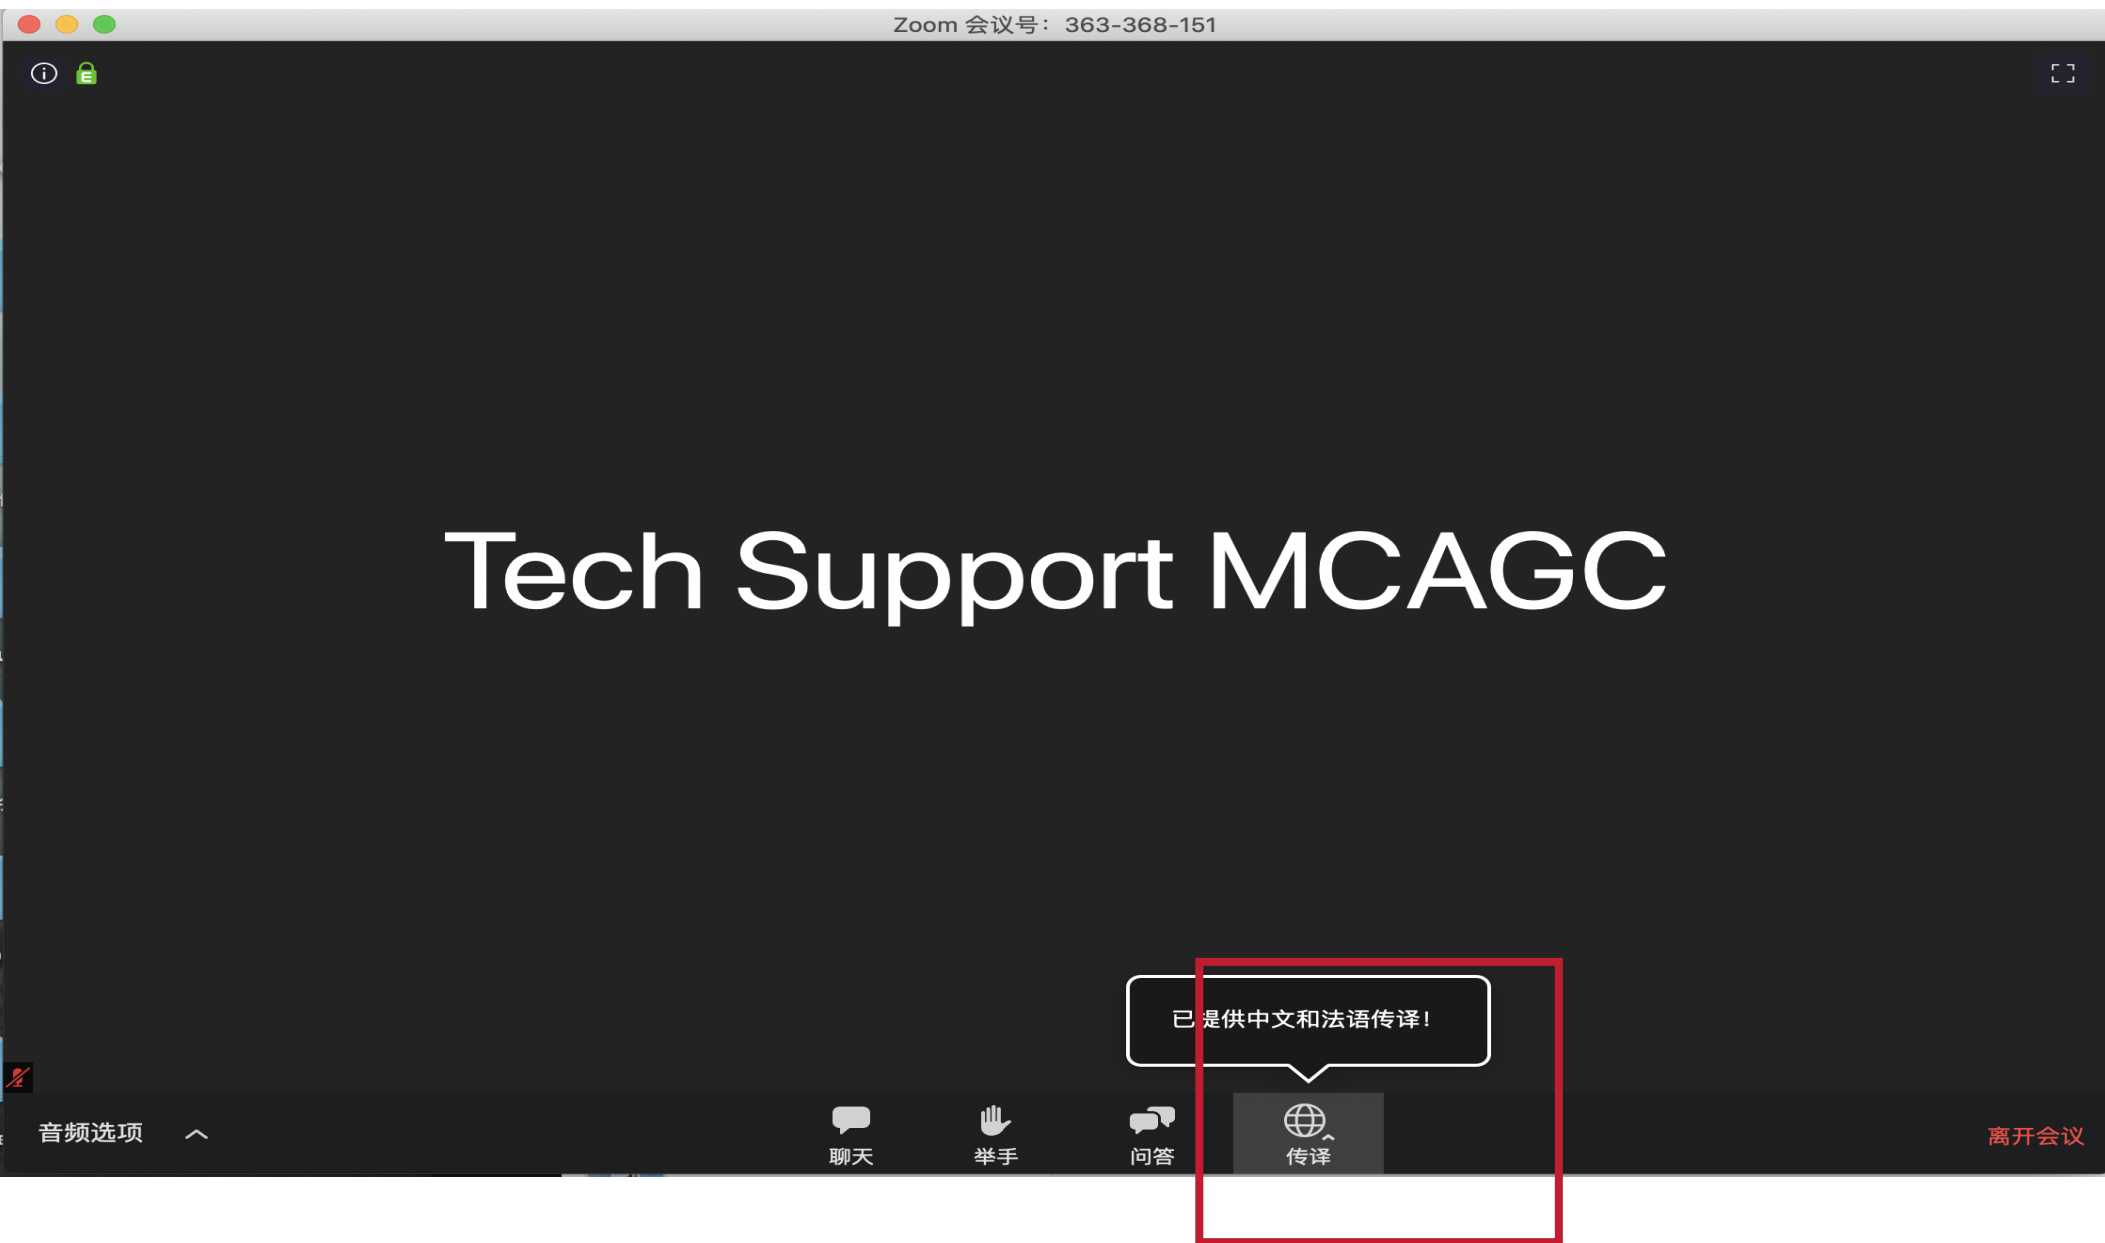 Zoom 会议号：363-368-151
Tech Support MCAGC
已提供中文和法语传译！
音频选项
聊天
举手
问答
传译
离开会议